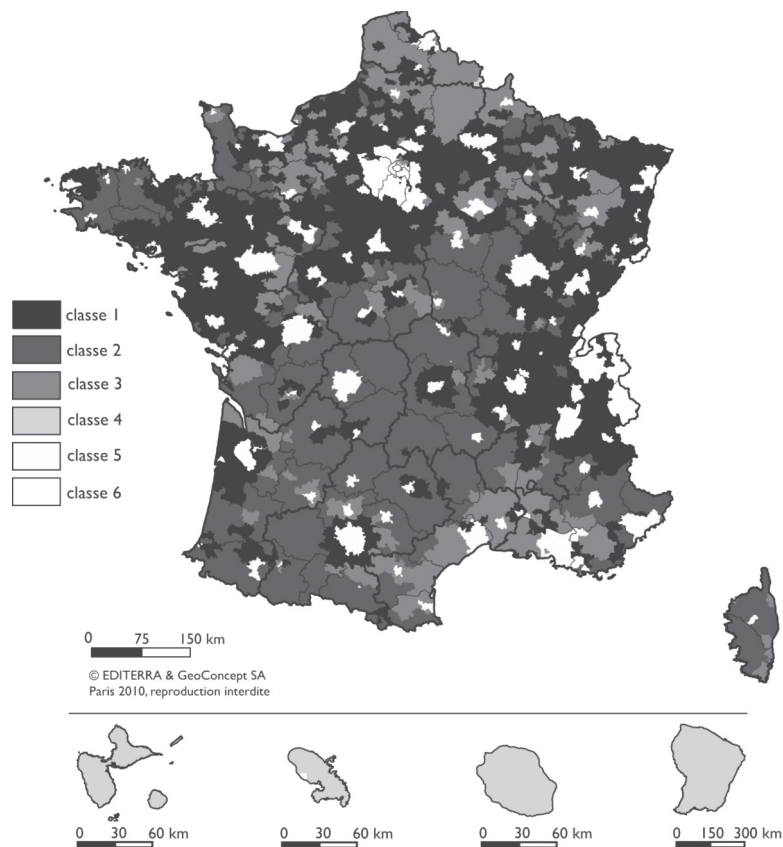 classe 1
classe 2
classe 3
classe 4
classe 5
classe 6
0 75 150 km
© EDITERRA & GeoConcept SA
Paris 2010, reproduction interdite
0 30 60 km
0 30 60 km
0 30 60 km
0 150 300 km